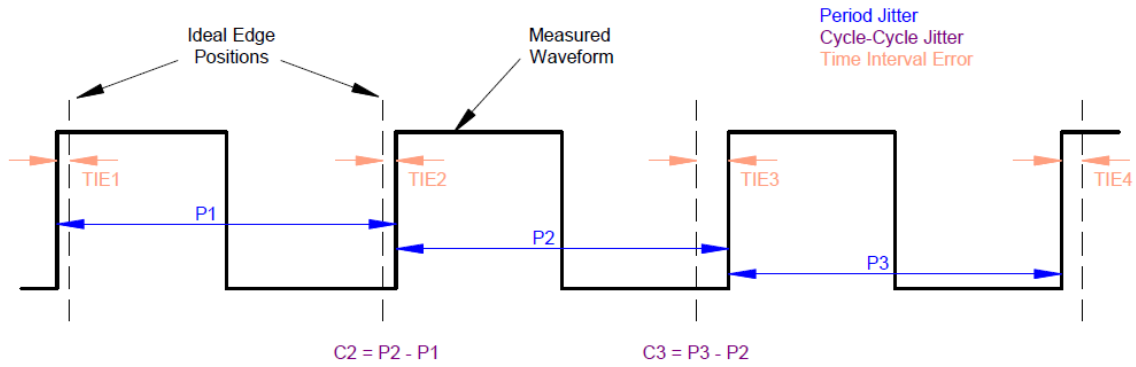 Ideal Edge
Positions
Measured
Waveform
Period Jitter
Cycle-Cycle Jitter
Time Interval Error
TIE1
TIE2
TIE3
TIE4
P1
P2
P3
C2 = P2 - P1
C3 = P3 - P2